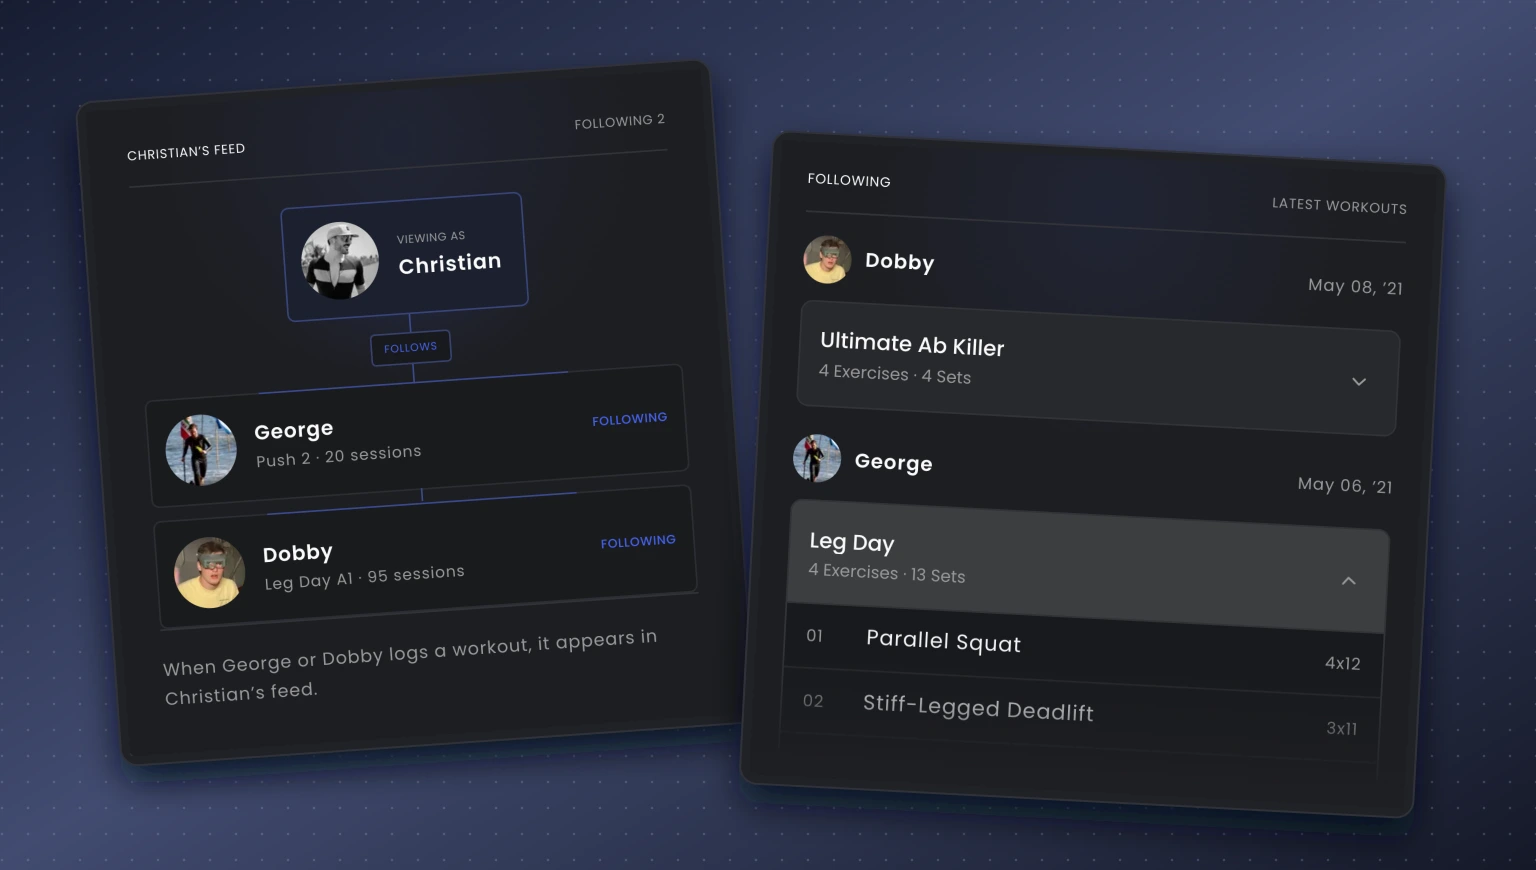 CHRISTIAN’S FEED
FOLLOWING 2
VIEWING AS
Christian
FOLLOWS
George
Push 2 · 20 sessions
FOLLOWING
Dobby
Leg Day A1 · 95 sessions
FOLLOWING
When George or Dobby logs a workout, it appears in
Christian’s feed.
FOLLOWING
LATEST WORKOUTS
Dobby
May 08, ’21
Ultimate Ab Killer
4 Exercises · 4 Sets
George
May 06, ’21
Leg Day
4 Exercises · 13 Sets
01 Parallel Squat 4x12
02 Stiff-Legged Deadlift 3x11